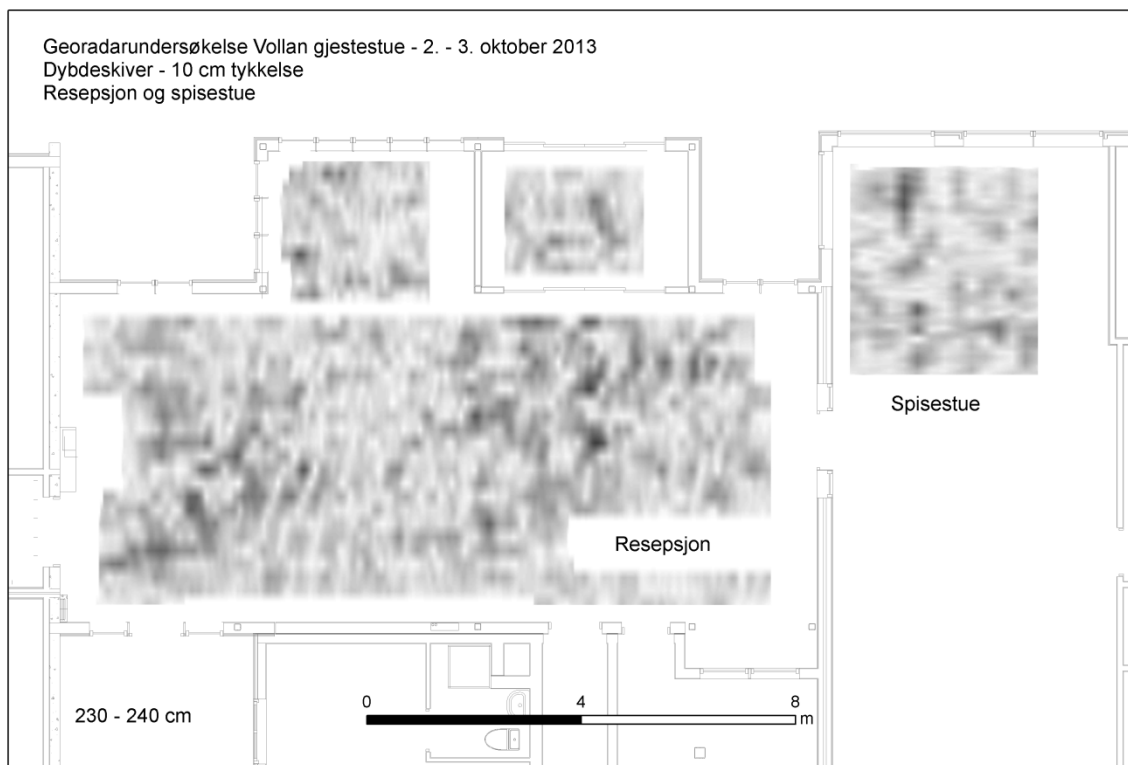 Georadarundersøkelse Vollan gjestestue - 2. - 3. oktober 2013
Dybdeskiver - 10 cm tykkelse
Resepsjon og spisestue
Spisestue
Resepsjon
230 - 240 cm
0 4 8
m